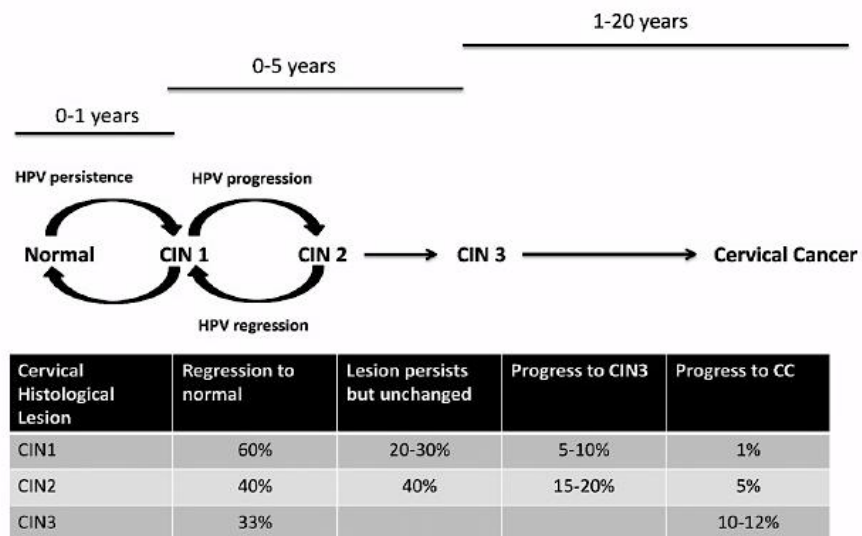 1-20 years
0-5 years
0-1 years
HPV persistence HPV progression
Normal CIN 1 CIN 2 CIN 3 Cervical Cancer
HPV regression
Cervical Histological Lesion Regression to normal Lesion persists but unchanged Progress to CIN3 Progress to CC
CIN1 60% 20-30% 5-10% 1%
CIN2 40% 40% 15-20% 5%
CIN3 33% 10-12%